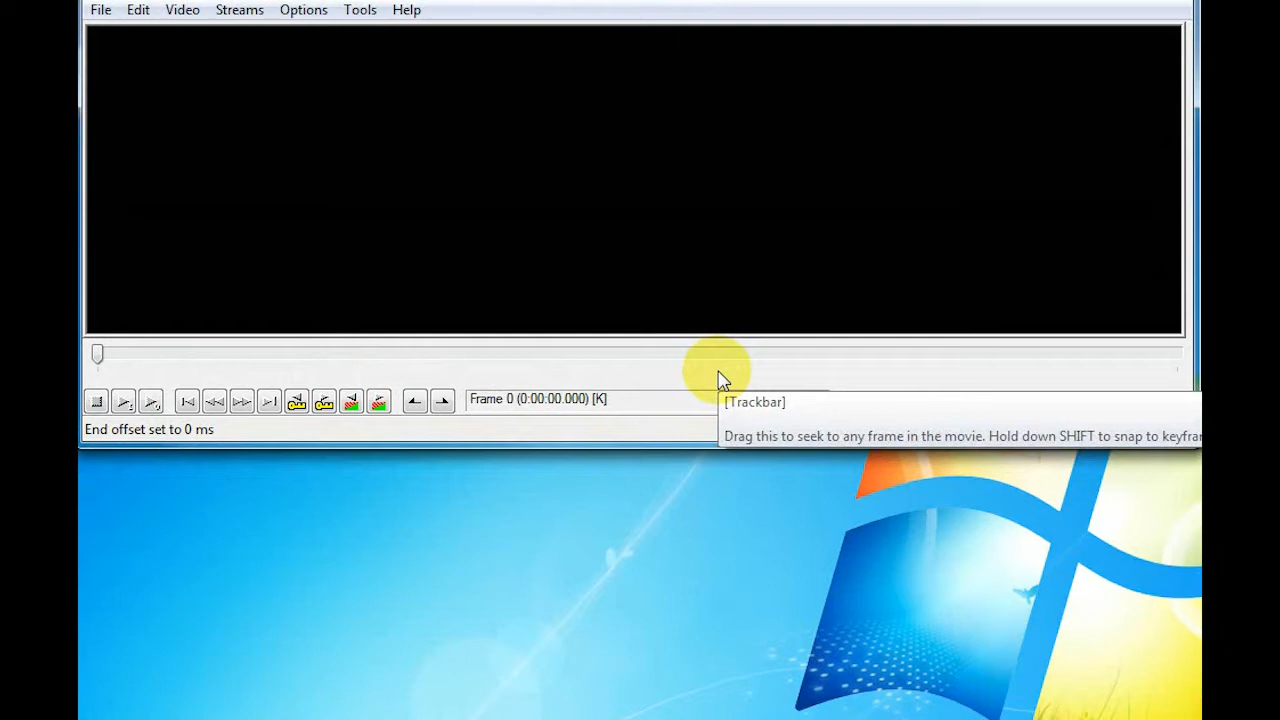 File Edit Video Streams Options Tools Help
Frame 0 (0:00:00.000) [K]
[Trackbar]
End offset set to 0 ms
Drag this to seek to any frame in the movie. Hold down SHIFT to snap to